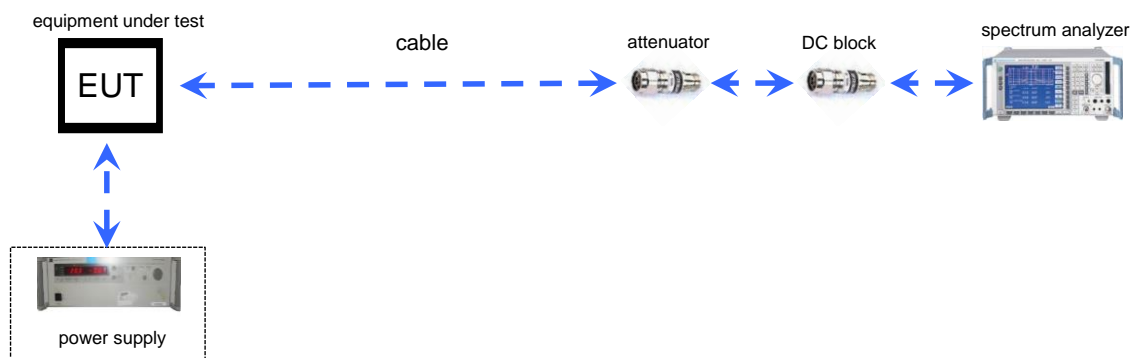 equipment under test
EUT
cable
attenuator
DC block
spectrum analyzer
power supply